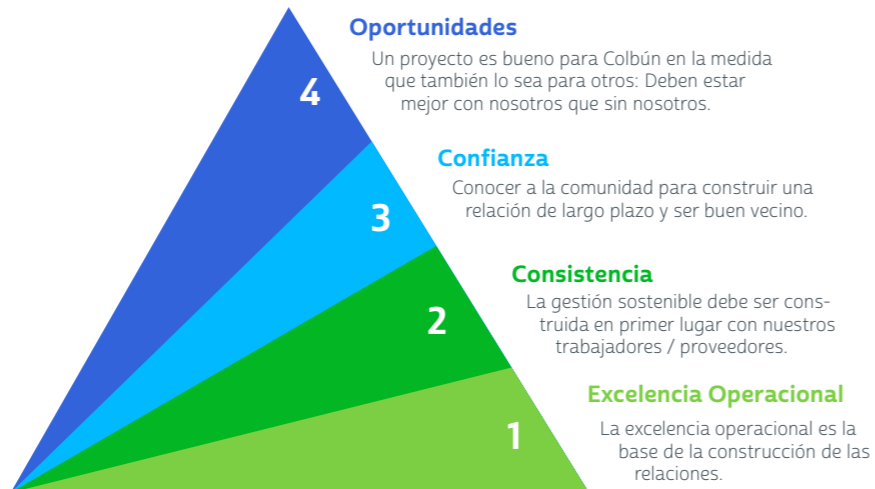 Oportunidades
Un proyecto es bueno para Colbún en la medida
que también lo sea para otros: Deben estar
mejor con nosotros que sin nosotros.
4
Confianza
Conocer a la comunidad para construir una
relación de largo plazo y ser buen vecino.
3
Consistencia
La gestión sostenible debe ser cons-
truida en primer lugar con nuestros
trabajadores / proveedores.
2
Excelencia Operacional
La excelencia operacional es la
base de la construcción de las
relaciones.
1